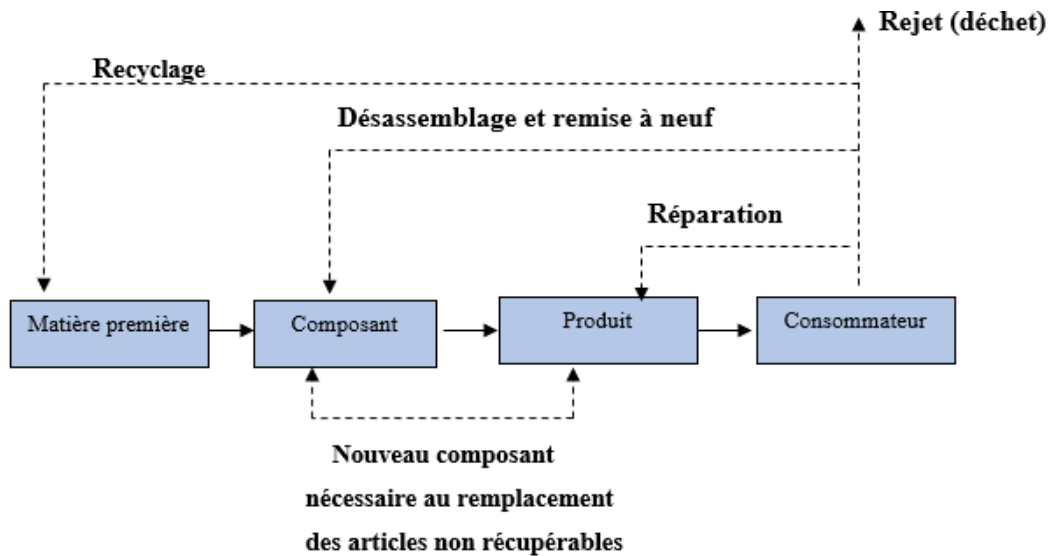 Rejet (déchet)
Recyclage
Désassemblage et remise à neuf
Réparation
Matière première
Composant
Produit
Consommateur
Nouveau composant
nécessaire au remplacement
des articles non récupérables